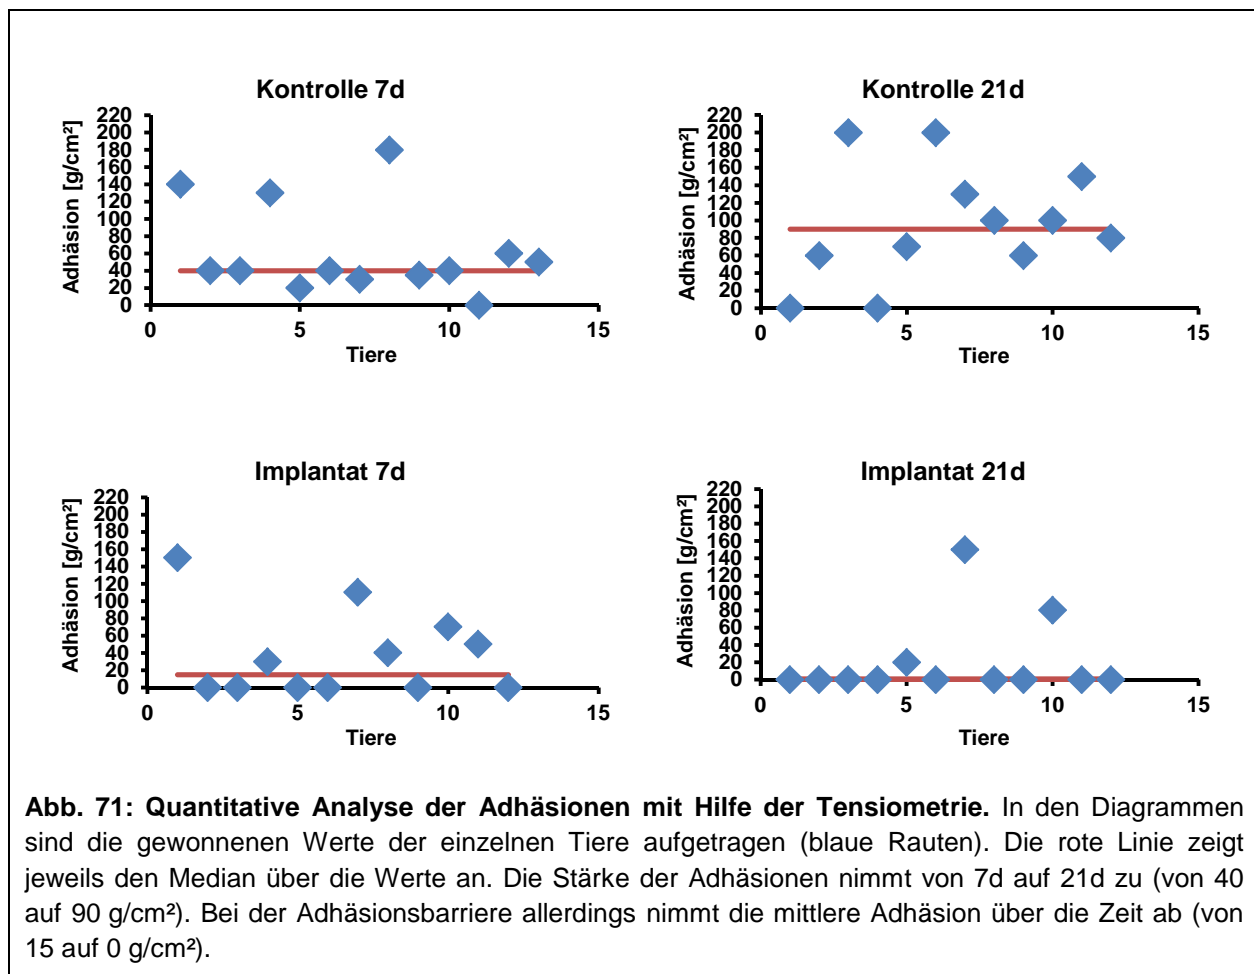 Kontrolle 7d
220
200
180
160
140
120
100
80
60
40
20
0
Adhäsion [g/cm²]
0 5 10 15
Tiere
Kontrolle 21d
220
200
180
160
140
120
100
80
60
40
20
0
Adhäsion [g/cm²]
0 5 10 15
Tiere
Implantat 7d
220
200
180
160
140
120
100
80
60
40
20
0
Adhäsion [g/cm²]
0 5 10 15
Tiere
Implantat 21d
220
200
180
160
140
120
100
80
60
40
20
0
Adhäsion [g/cm²]
0 5 10 15
Tiere
Abb. 71: Quantitative Analyse der Adhäsionen mit Hilfe der Tensiometrie. In den Diagrammen
sind die gewonnenen Werte der einzelnen Tiere aufgetragen (blaue Rauten). Die rote Linie zeigt
jeweils den Median über die Werte an. Die Stärke der Adhäsionen nimmt von 7d auf 21d zu (von 40
auf 90 g/cm²). Bei der Adhäsionsbarriere allerdings nimmt die mittlere Adhäsion über die Zeit ab (von
15 auf 0 g/cm²).